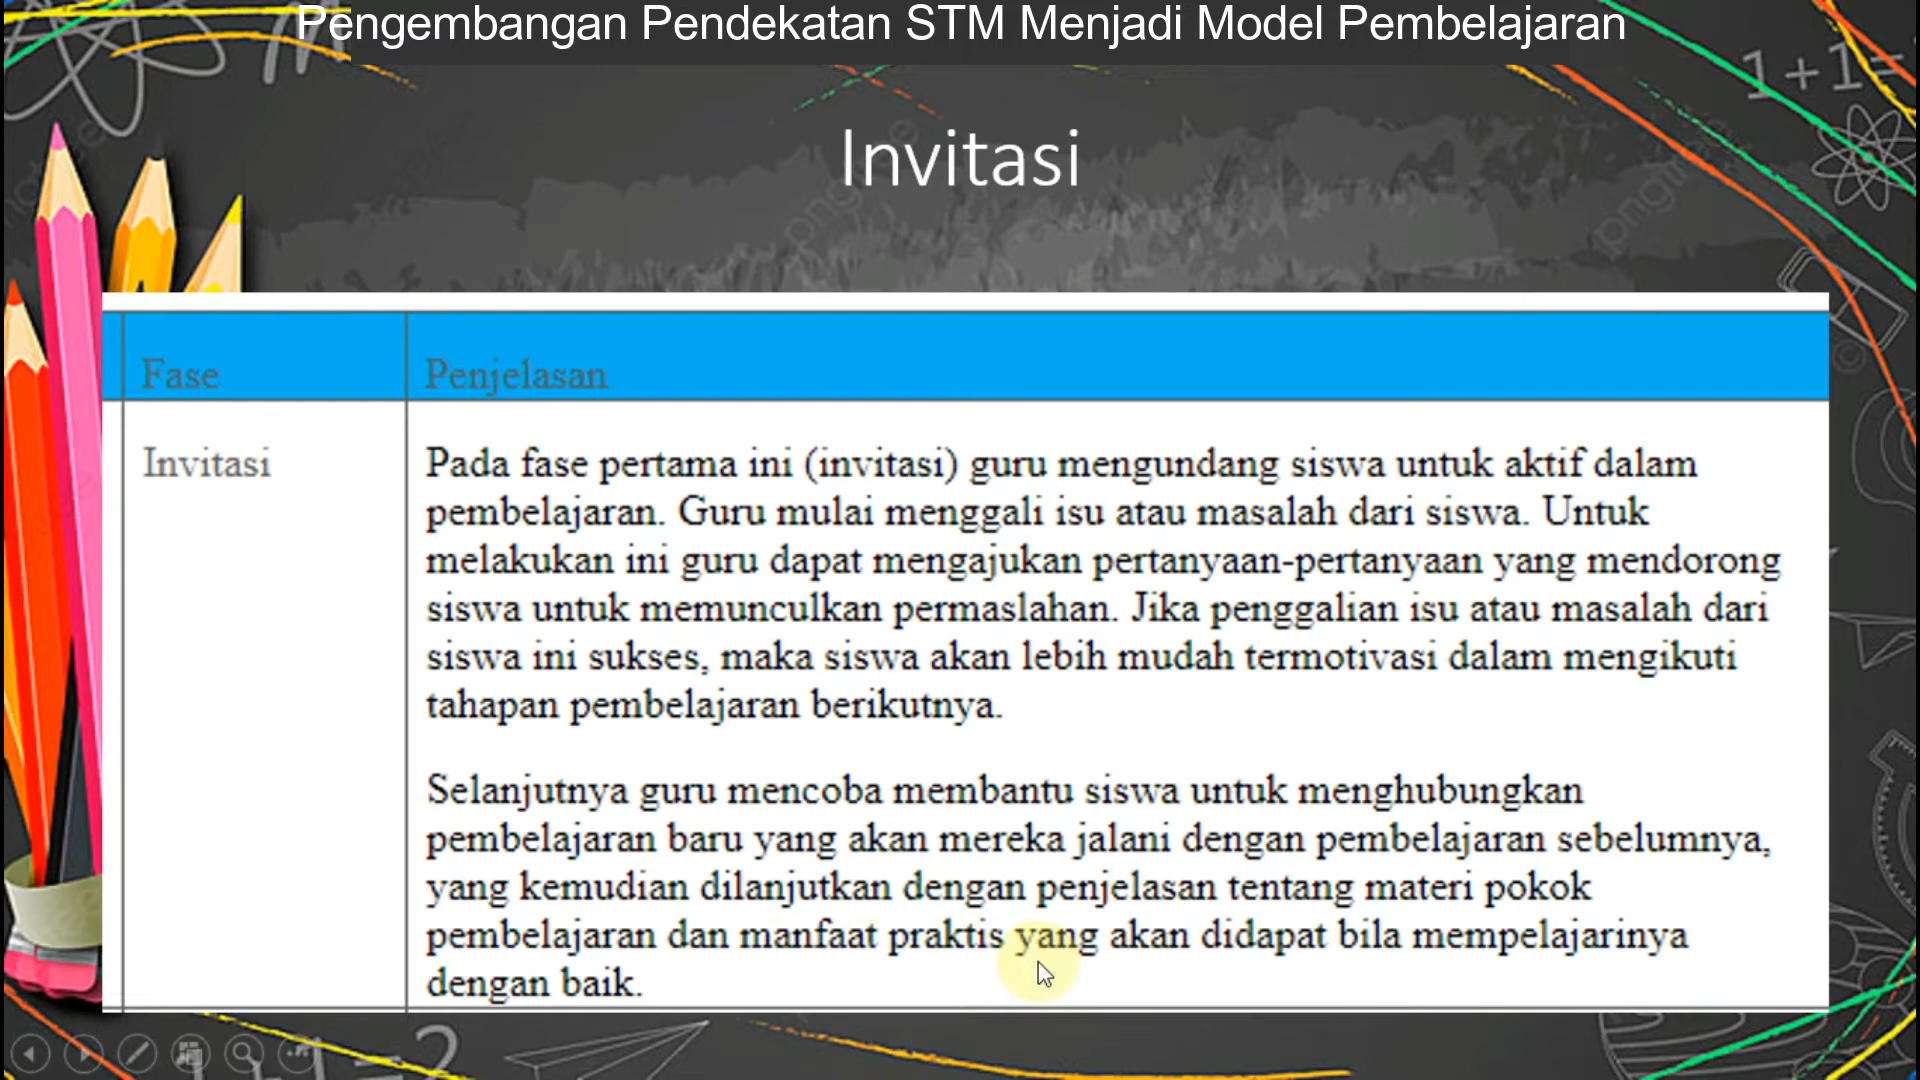 Pengembangan Pendekatan STM Menjadi Model Pembelajaran
1+1=
Invitasi
Fase
Penjelasan
Invitasi
Pada fase pertama ini (invitasi) guru mengundang siswa untuk aktif dalam
pembelajaran. Guru mulai menggali isu atau masalah dari siswa. Untuk
melakukan ini guru dapat mengajukan pertanyaan-pertanyaan yang mendorong
siswa untuk memunculkan permaslahan. Jika penggalian isu atau masalah dari
siswa ini sukses, maka siswa akan lebih mudah termotivasi dalam mengikuti
tahapan pembelajaran berikutnya.
Selanjutnya guru mencoba membantu siswa untuk menghubungkan
pembelajaran baru yang akan mereka jalani dengan pembelajaran sebelumnya,
yang kemudian dilanjutkan dengan penjelasan tentang materi pokok
pembelajaran dan manfaat praktis yang akan didapat bila mempelajarinya
dengan baik.
1+1=2